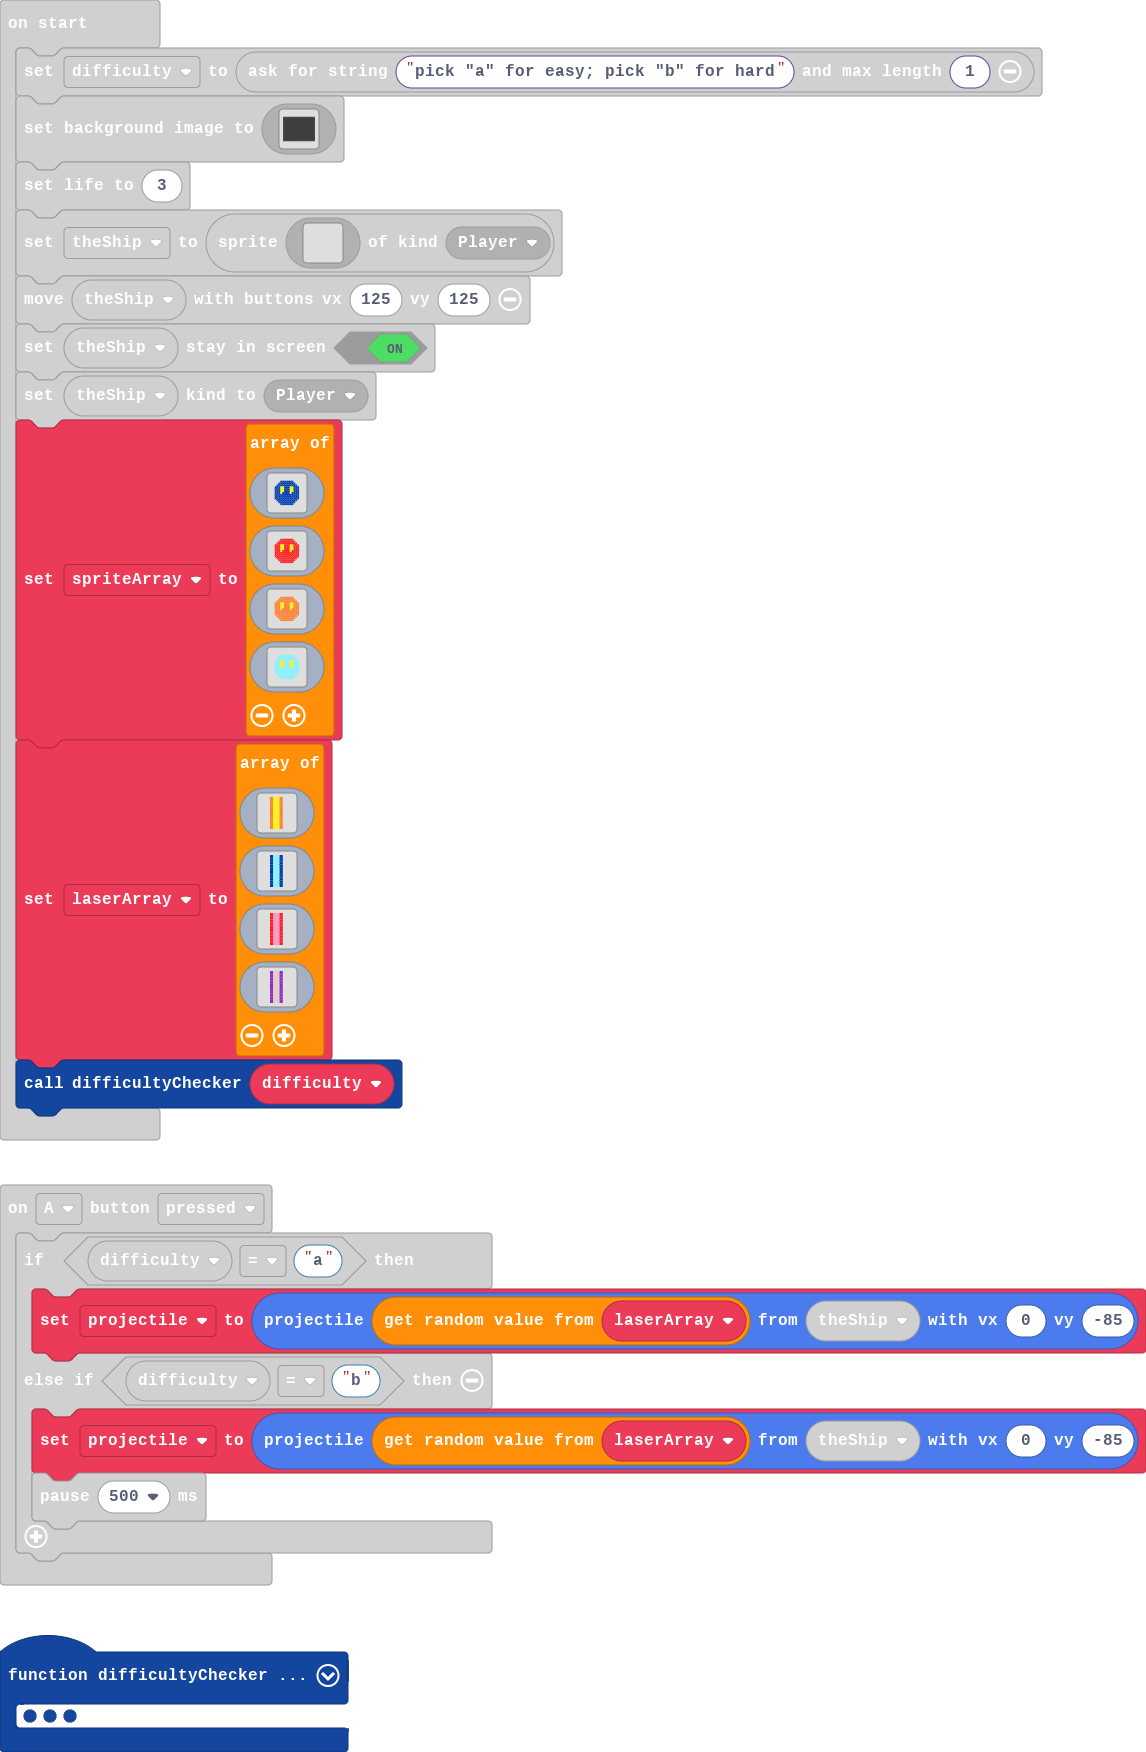 on start
set difficulty to ask for string "pick "a" for easy; pick "b" for hard" and max length 1
set background image to
set life to 3
set theShip to sprite of kind Player
move theShip with buttons vx 125 vy 125
set theShip stay in screen ON
set theShip kind to Player
array of
set spriteArray to
array of
set laserArray to
call difficultyChecker difficulty
on A button pressed
if difficulty = "a" then
set projectile to projectile get random value from laserArray from theShip with vx 0 vy -85
else if difficulty = "b" then
set projectile to projectile get random value from laserArray from theShip with vx 0 vy -85
pause 500 ms
function difficultyChecker ...